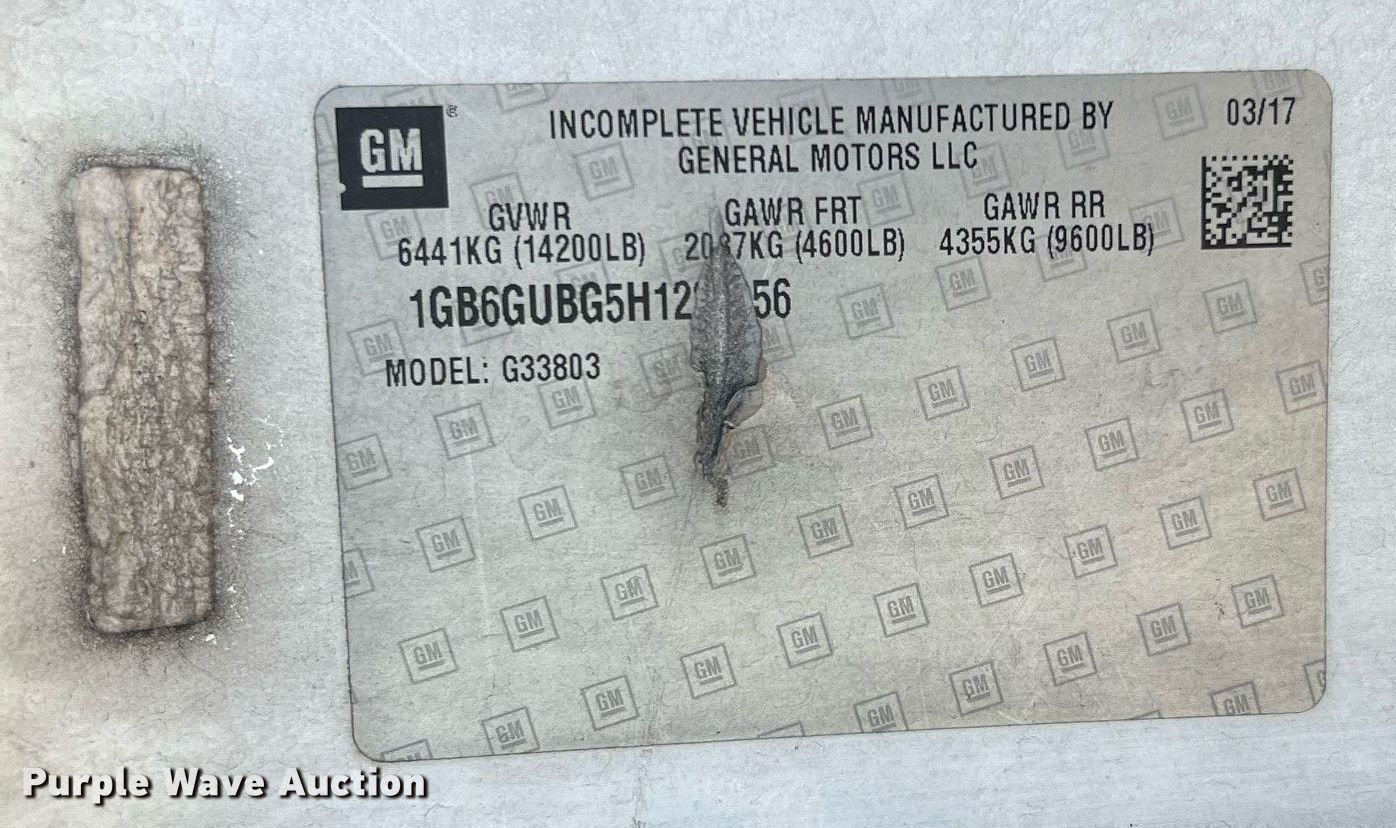 GM ®
INCOMPLETE VEHICLE MANUFACTURED BY
03/17
GENERAL MOTORS LLC
GVWR GAWR FRT GAWR RR
6441KG (14200LB) (4600LB) 4355KG (9600LB)
MODEL: G33803
Purple Wave Auction